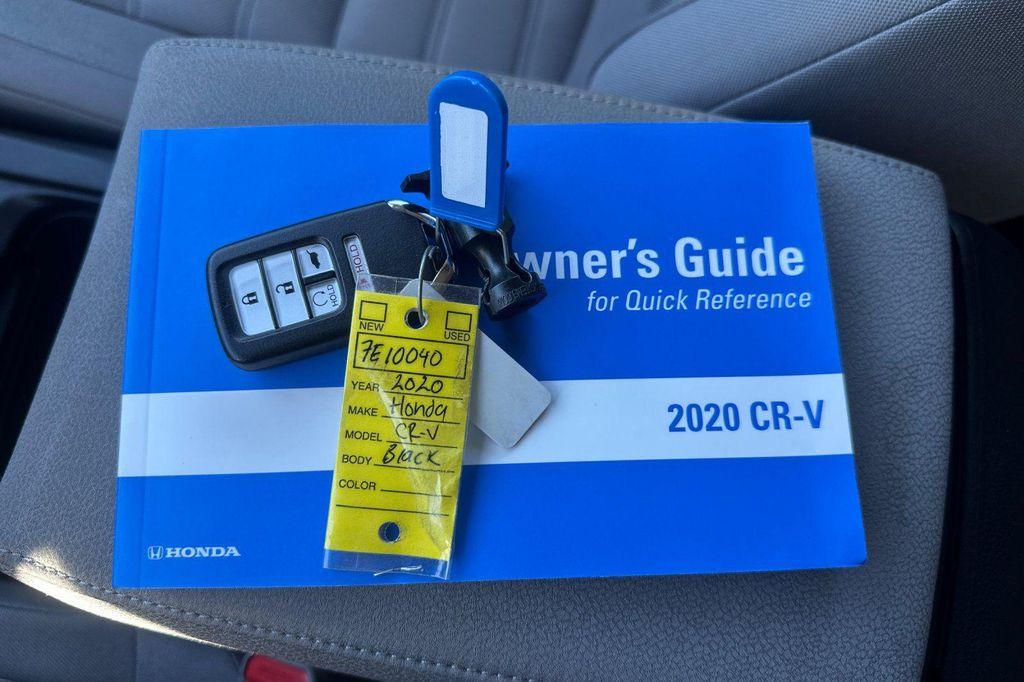 wner's Guide
for Quick Reference
HOLD
HOLD
NEW
USED
7E10040
YEAR 2020
MAKE Honda
MODEL CR-V
BODY Black
COLOR
2020 CR-V
HONDA